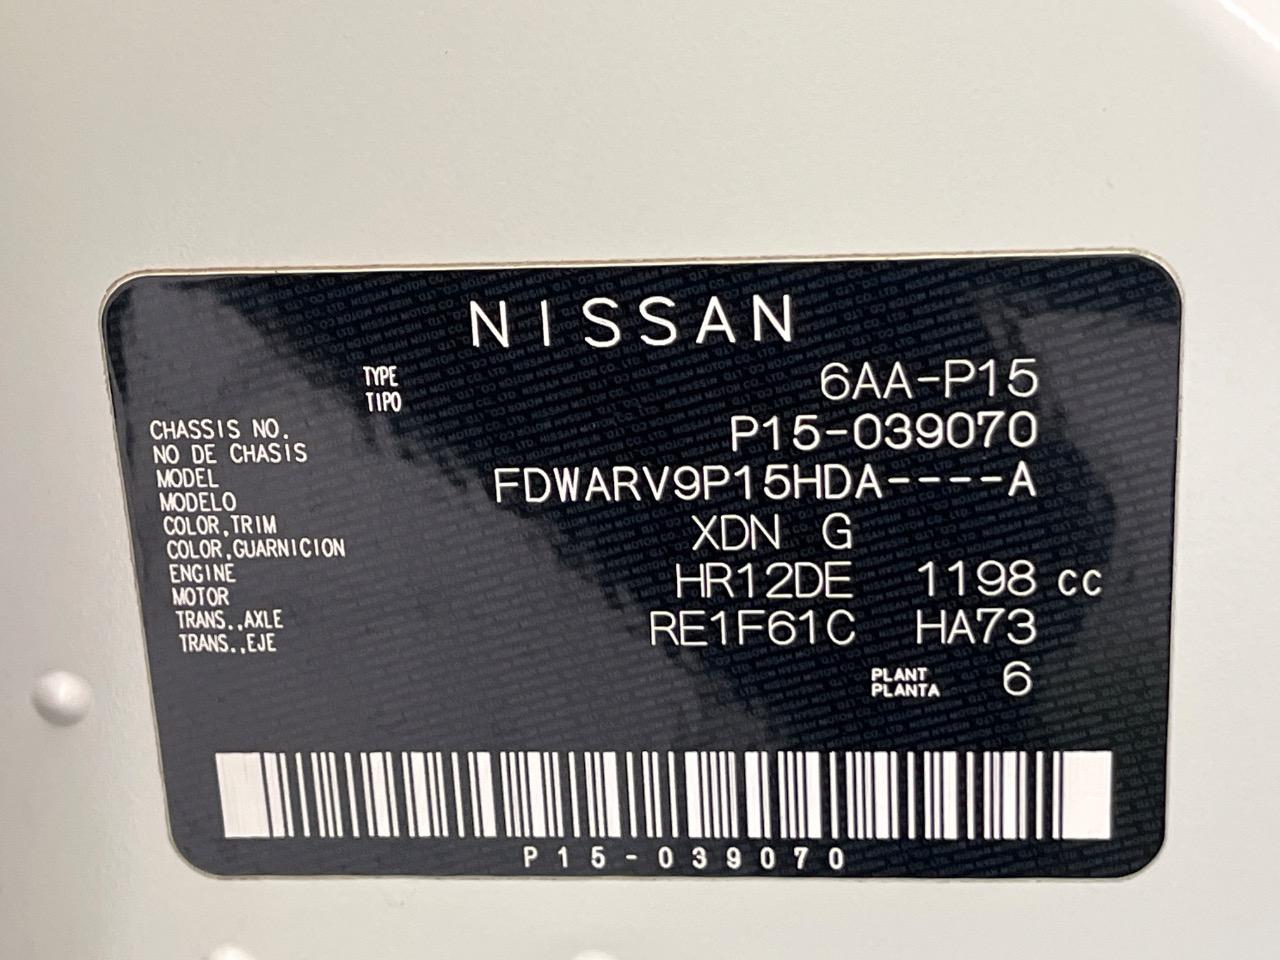 NISSAN
TYPE
TIPO
6AA-P15
CHASSIS NO.
NO DE CHASIS
P15-039070
MODEL
MODELO
FDWARV9P15HDA----A
COLOR,TRIM
COLOR,GUARNICION
XDN G
ENGINE
MOTOR
HR12DE 1198 cc
TRANS.,AXLE
TRANS.,EJE
RE1F61C HA73
PLANT
PLANTA
6
P15-039070